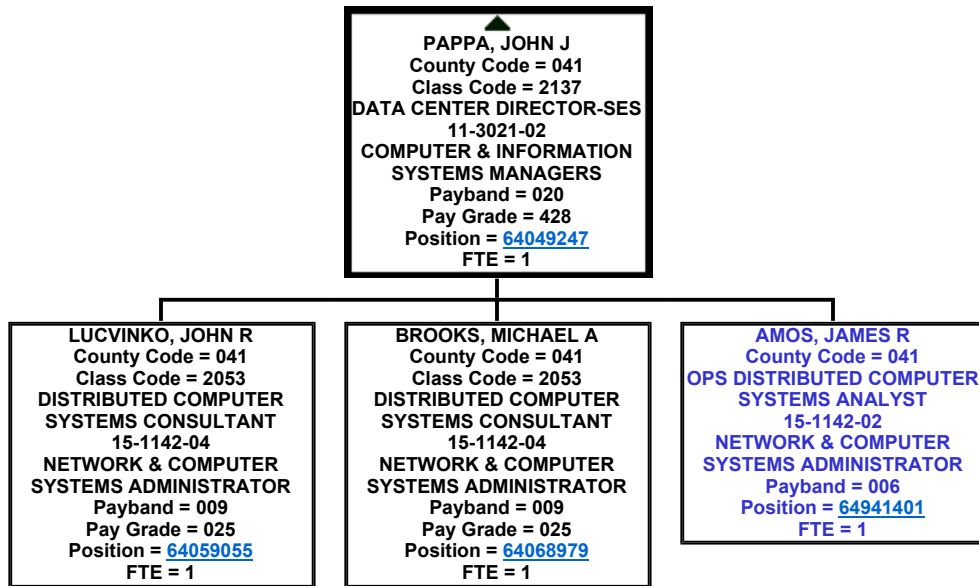 PAPPA, JOHN J
County Code = 041
Class Code = 2137
DATA CENTER DIRECTOR-SES
11-3021-02
COMPUTER & INFORMATION
SYSTEMS MANAGERS
Payband = 020
Pay Grade = 428
Position = 64049247
FTE = 1
LUCVINKO, JOHN R
County Code = 041
Class Code = 2053
DISTRIBUTED COMPUTER
SYSTEMS CONSULTANT
15-1142-04
NETWORK & COMPUTER
SYSTEMS ADMINISTRATOR
Payband = 009
Pay Grade = 025
Position = 64059055
FTE = 1
BROOKS, MICHAEL A
County Code = 041
Class Code = 2053
DISTRIBUTED COMPUTER
SYSTEMS CONSULTANT
15-1142-04
NETWORK & COMPUTER
SYSTEMS ADMINISTRATOR
Payband = 009
Pay Grade = 025
Position = 64068979
FTE = 1
AMOS, JAMES R
County Code = 041
OPS DISTRIBUTED COMPUTER
SYSTEMS ANALYST
15-1142-02
NETWORK & COMPUTER
SYSTEMS ADMINISTRATOR
Payband = 006
Position = 64941401
FTE = 1